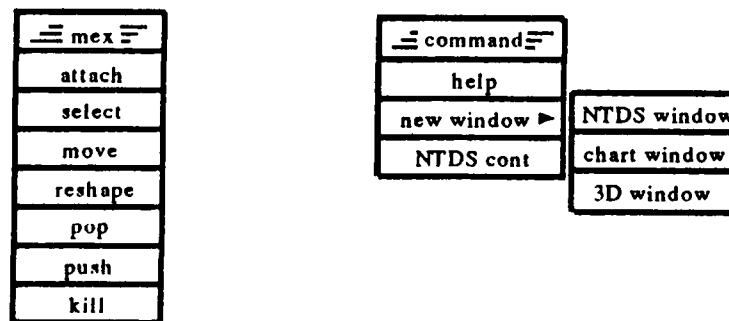 mex
attach
select
move
reshape
pop
push
kill
command
help
new window
NTDS cont
NTDS window
chart window
3D window